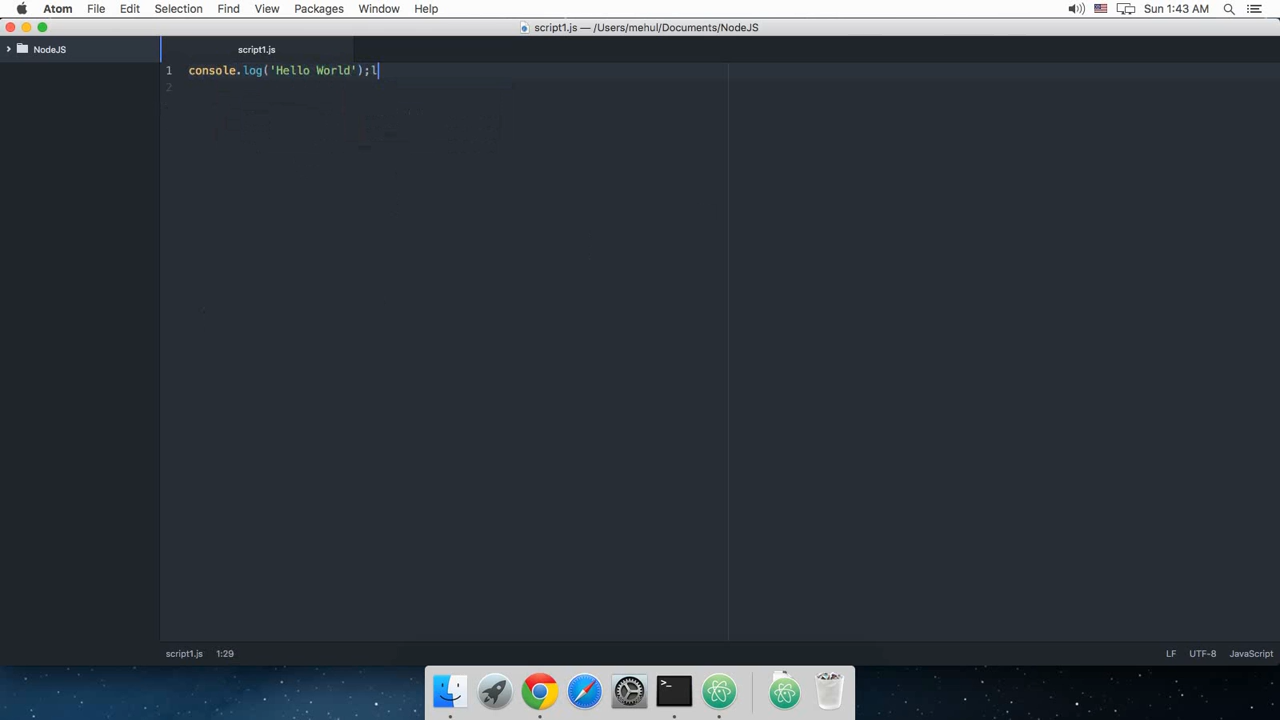 Atom File Edit Selection Find View Packages Window Help Sun 1:43 AM
script1.js — /Users/mehul/Documents/NodeJS
NodeJS script1.js
1 console.log('Hello World');l
2
script1.js 1:29 LF UTF-8 JavaScript
>_